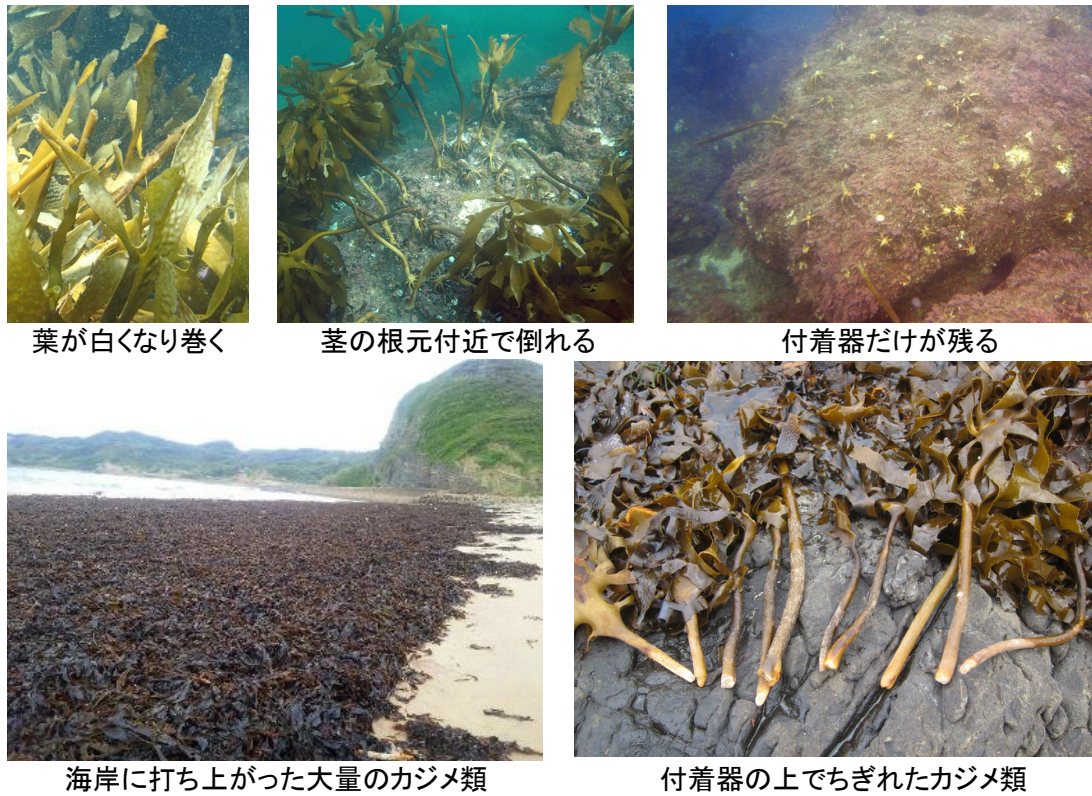 葉が白くなり巻く
茎の根元付近で倒れる
付着器だけが残る
海岸に打ち上がった大量のカジメ類
付着器の上でちぎれたカジメ類